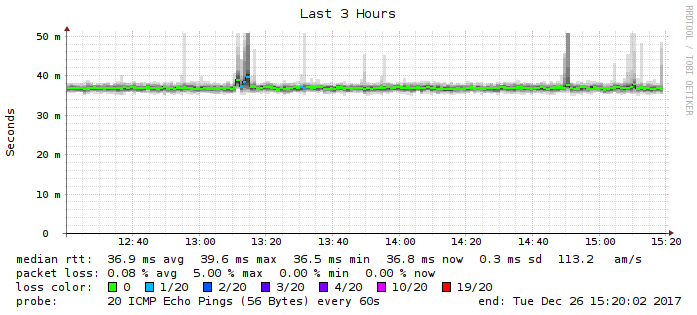 Last 3 Hours
RRDTOOL / TOBI OETIKER
Seconds
50 m
40 m
30 m
20 m
10 m
0
12:40 13:00 13:20 13:40 14:00 14:20 14:40 15:00 15:20
median rtt: 36.9 ms avg 39.6 ms max 36.5 ms min 36.8 ms now 0.3 ms sd 113.2 am/s
packet loss: 0.08 % avg 5.00 % max 0.00 % min 0.00 % now
loss color: 0 1/20 2/20 3/20 4/20 10/20 19/20
probe: 20 ICMP Echo Pings (56 Bytes) every 60s end: Tue Dec 26 15:20:02 2017